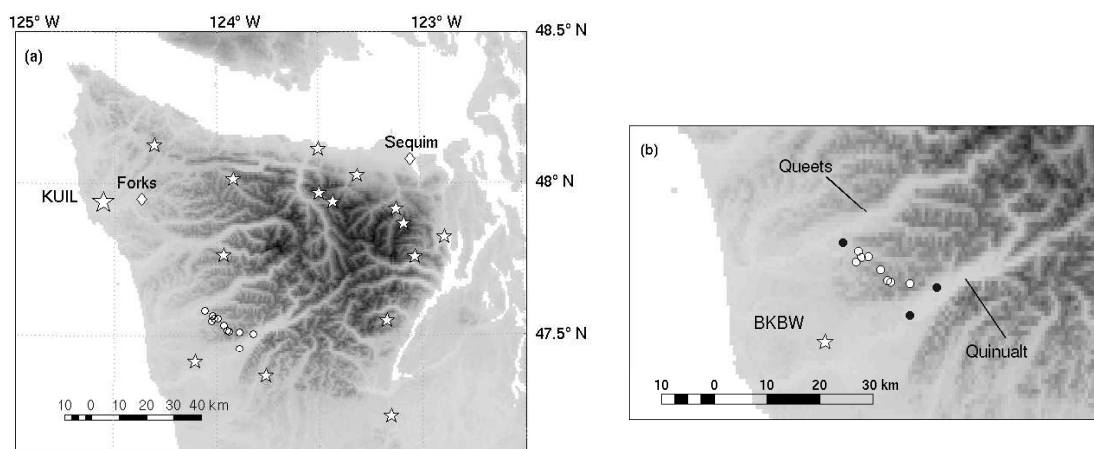 125° W 124° W 123° W
48.5° N
(a)
Sequim
48° N
Forks
KUIL
47.5° N
10 0 10 20 30 40 km
(b)
Queets
BKBW
Quinualt
10 0 10 20 30 km